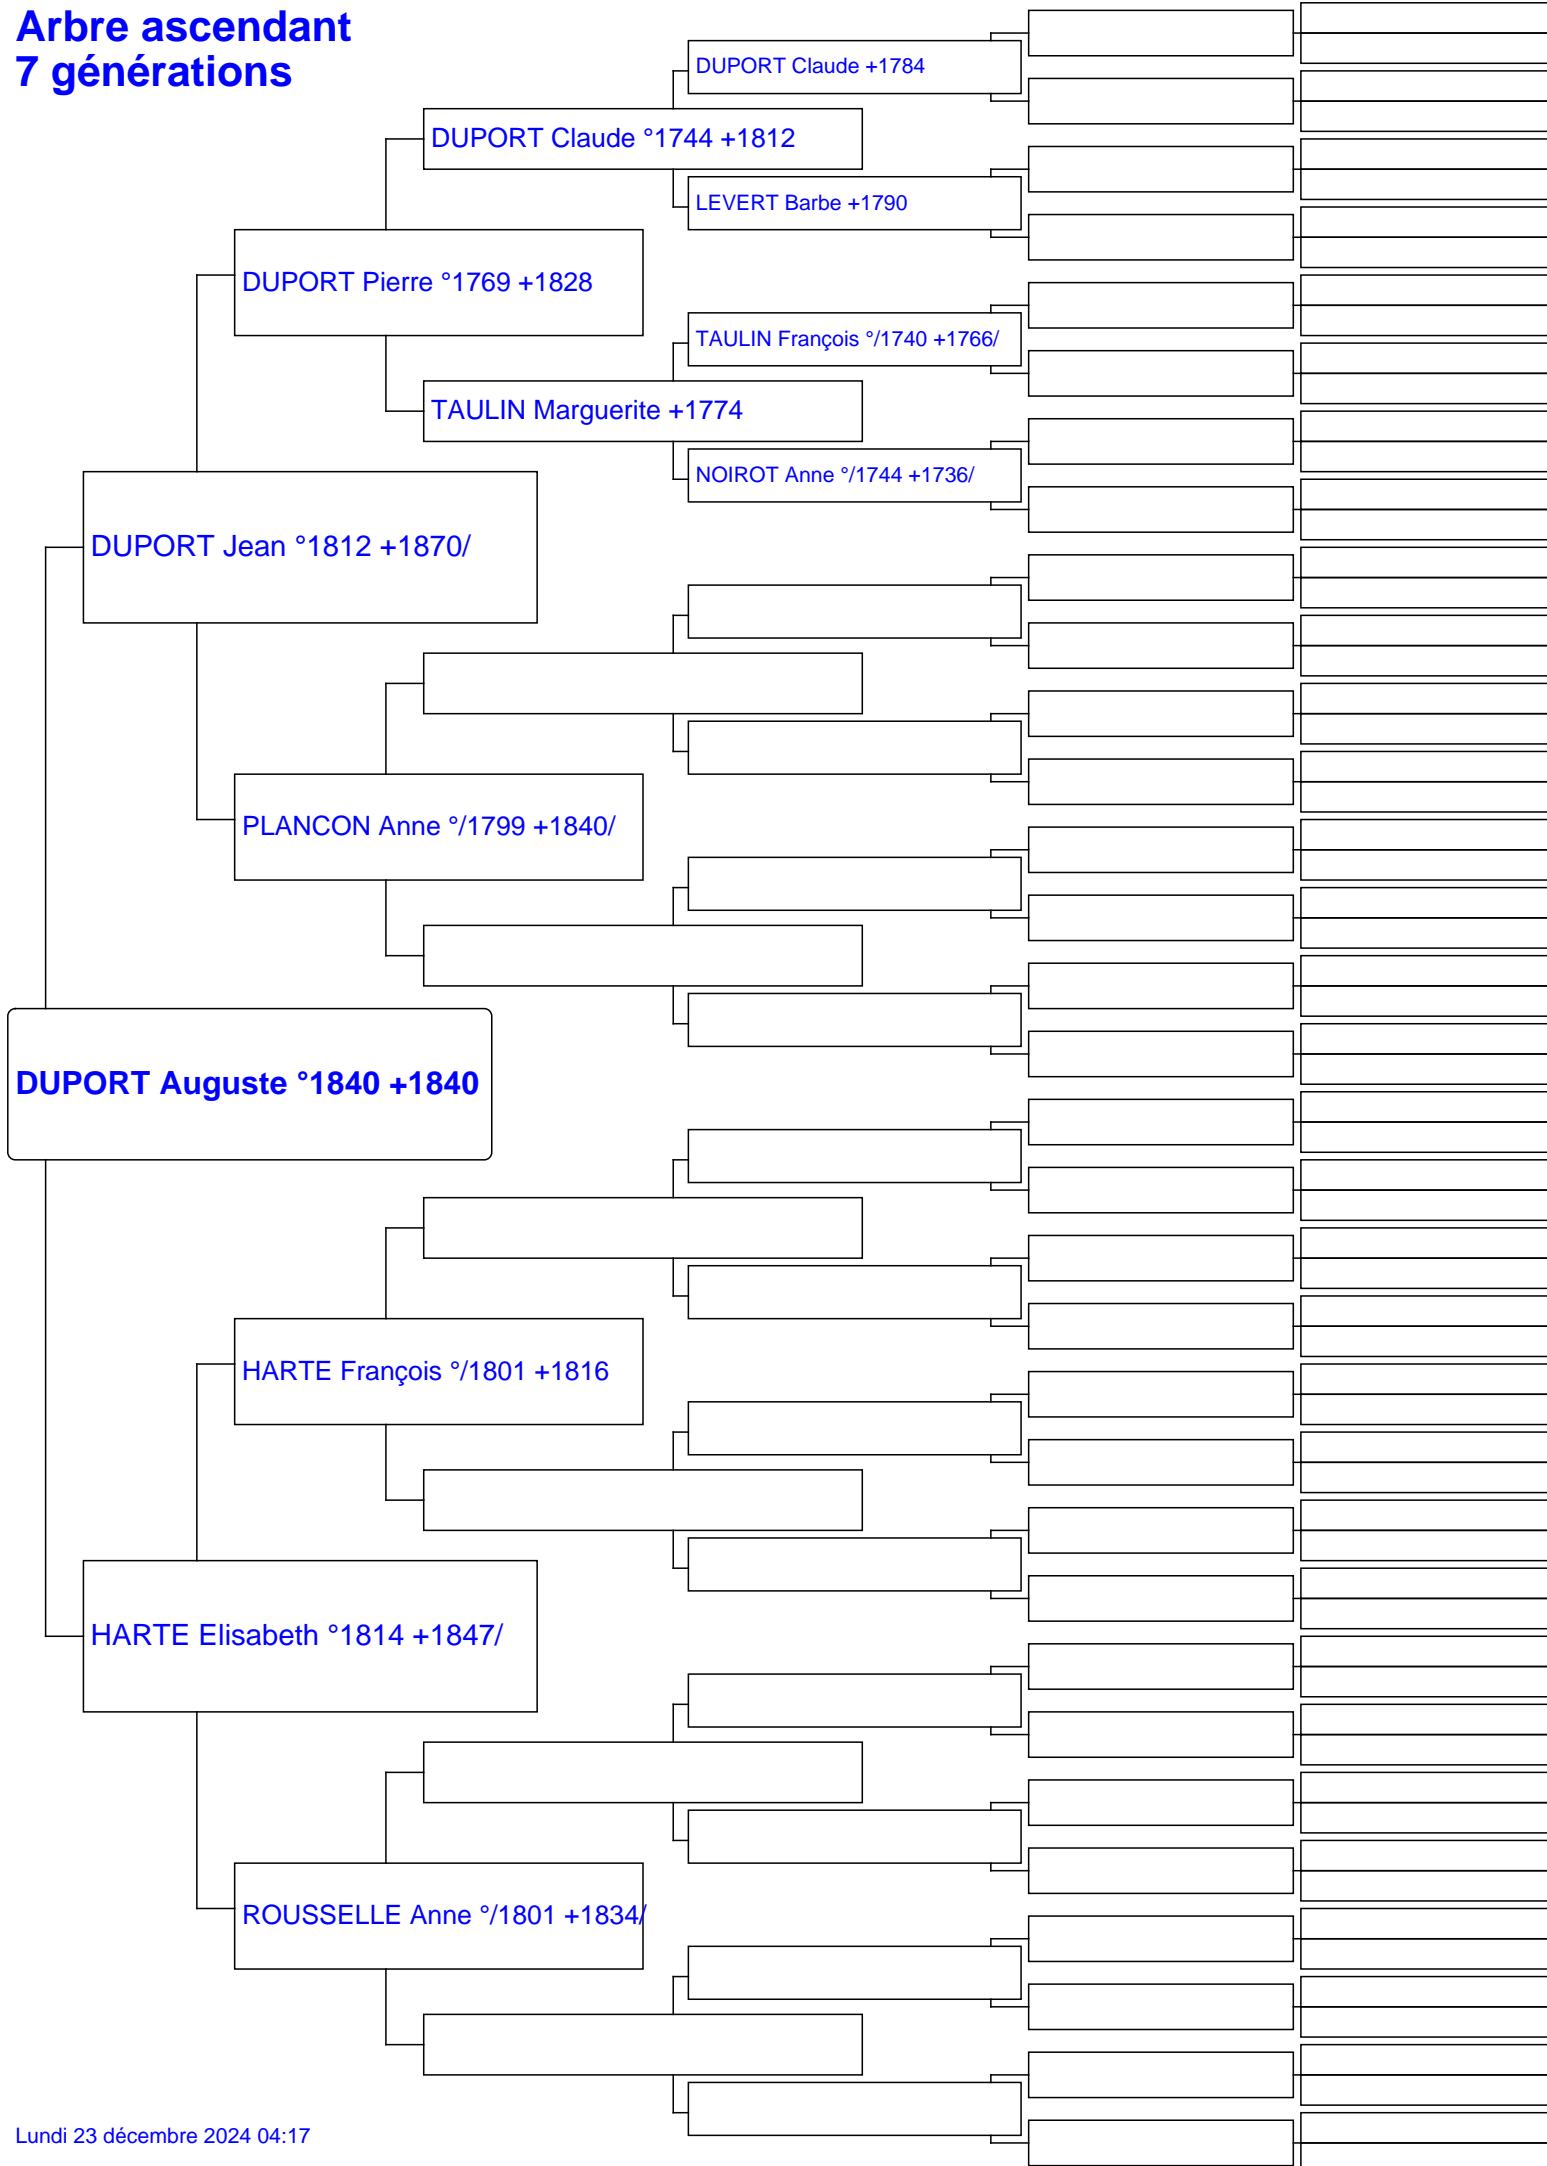 Arbre ascendant
7 générations
DUPORT Claude +1784
DUPORT Claude °1744 +1812
LEVERT Barbe +1790
DUPORT Pierre °1769 +1828
TAULIN François °/1740 +1766/
TAULIN Marguerite +1774
NOIROT Anne °/1744 +1736/
DUPORT Jean °1812 +1870/
PLANCON Anne °/1799 +1840/
DUPORT Auguste °1840 +1840
HARTE François °/1801 +1816
HARTE Elisabeth °1814 +1847/
ROUSSELLE Anne °/1801 +1834/
Lundi 23 décembre 2024 04:17